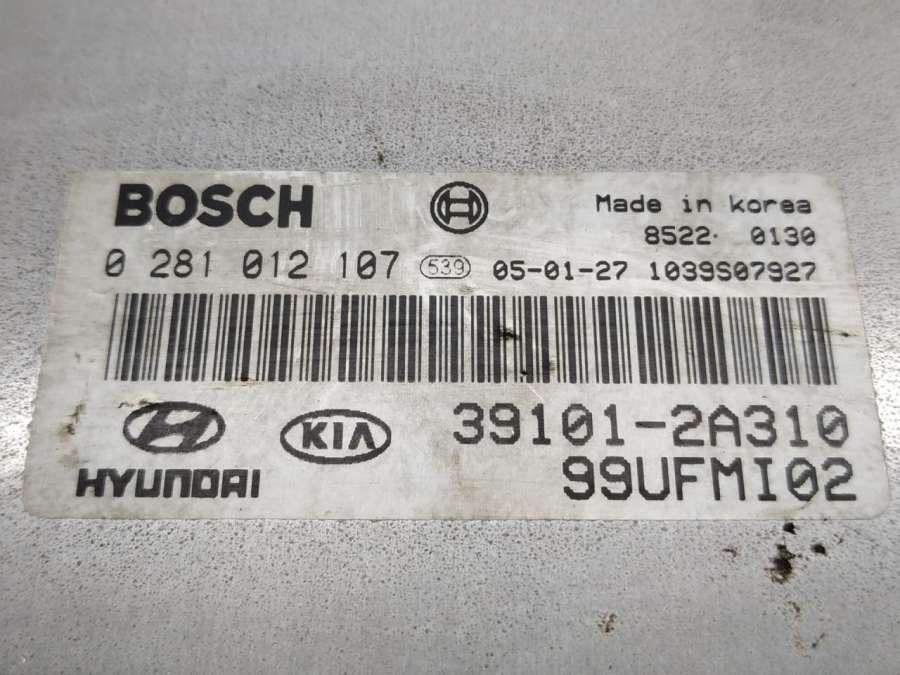 BOSCH
Made in korea
8522 0130
0 281 012 107 539 05-01-27 1039S07927
HYUNDAI
KIA
39101-2A310
99UFMI02